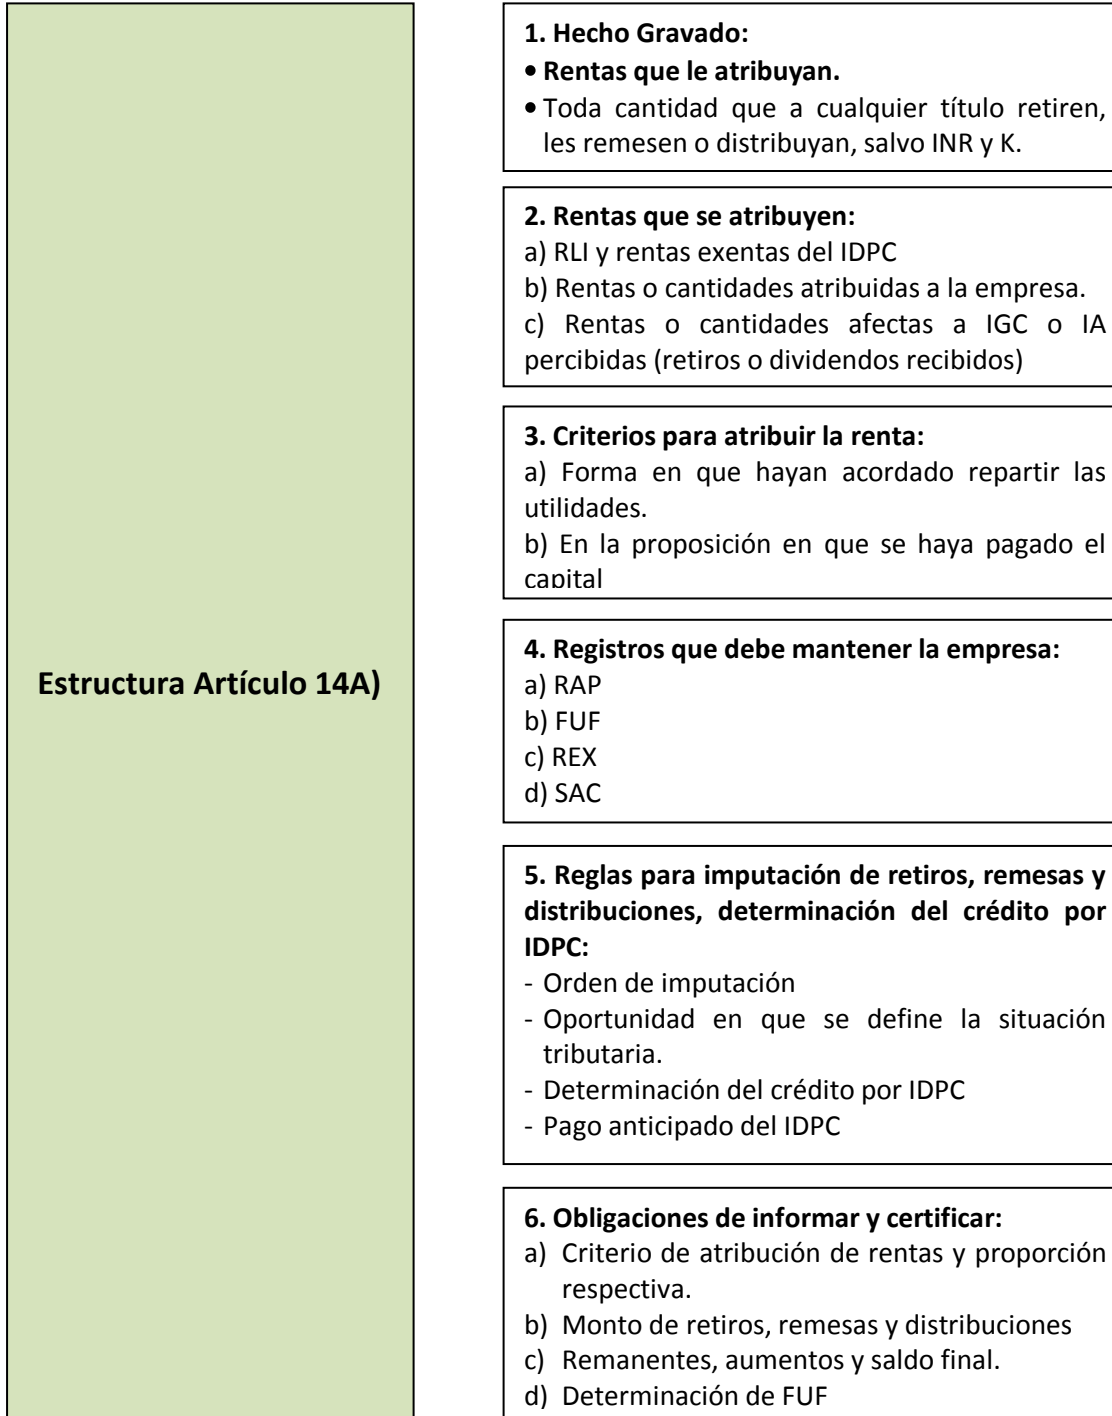 Estructura Artículo 14A)
1. Hecho Gravado:
• Rentas que le atribuyan.
• Toda cantidad que a cualquier título retiren,
les remesen o distribuyan, salvo INR y K.
2. Rentas que se atribuyen:
a) RLI y rentas exentas del IDPC
b) Rentas o cantidades atribuidas a la empresa.
c) Rentas o cantidades afectas a IGC o IA
percibidas (retiros o dividendos recibidos)
3. Criterios para atribuir la renta:
a) Forma en que hayan acordado repartir las
utilidades.
b) En la proposición en que se haya pagado el
capital
4. Registros que debe mantener la empresa:
a) RAP
b) FUF
c) REX
d) SAC
5. Reglas para imputación de retiros, remesas y
distribuciones, determinación del crédito por
IDPC:
- Orden de imputación
- Oportunidad en que se define la situación
tributaria.
- Determinación del crédito por IDPC
- Pago anticipado del IDPC
6. Obligaciones de informar y certificar:
a) Criterio de atribución de rentas y proporción
respectiva.
b) Monto de retiros, remesas y distribuciones
c) Remanentes, aumentos y saldo final.
d) Determinación de FUF